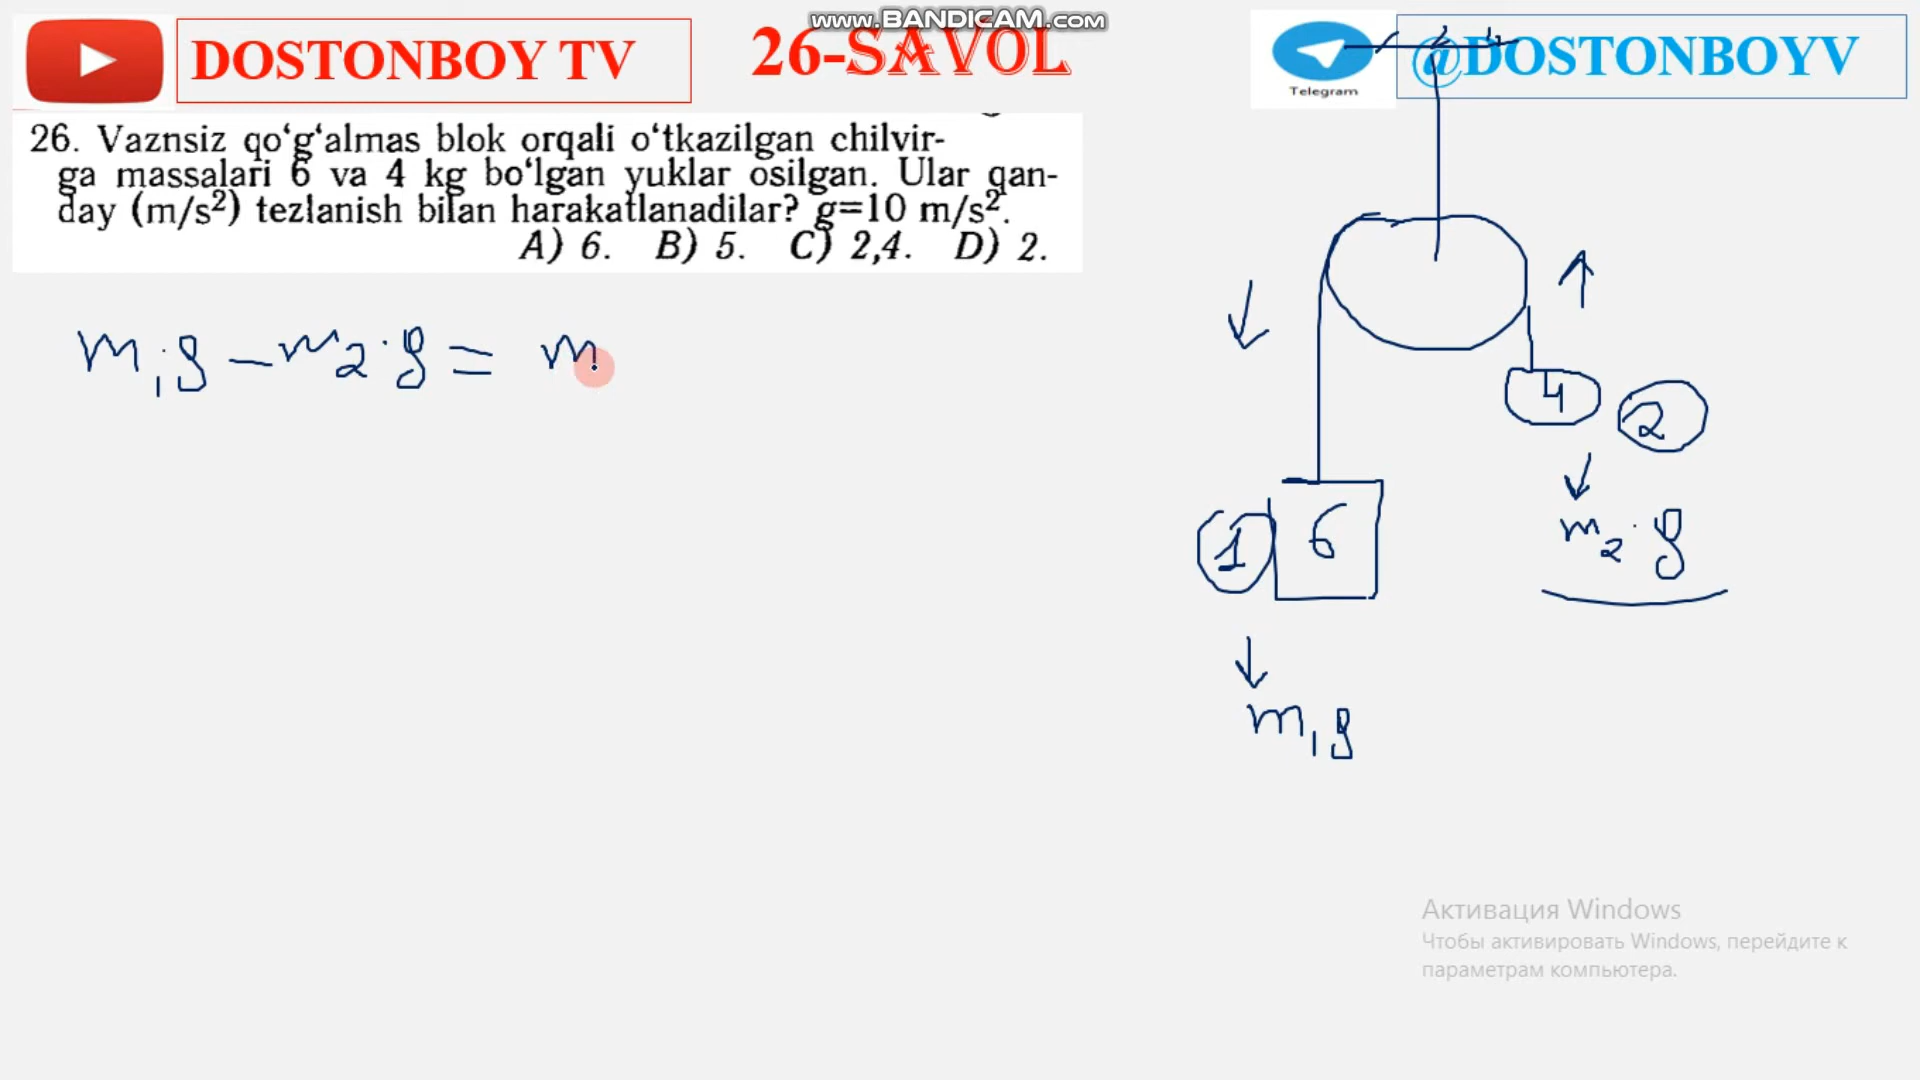 www.BANDICAM.com
DOSTONBOY TV
26-SAVOL
Telegram
@DOSTONBOYV
26. Vaznsiz qo‘g‘almas blok orqali o‘tkazilgan chilvir-
ga massalari 6 va 4 kg bo‘lgan yuklar osilgan. Ular qan-
day (m/s²) tezlanish bilan harakatlanadilar? g=10 m/s².
A) 6. B) 5. C) 2,4. D) 2.
m₁g - m₂·g = m
4
2
1
6
m₂·g
m₁g
Активация Windows
Чтобы активировать Windows, перейдите к
параметрам компьютера.